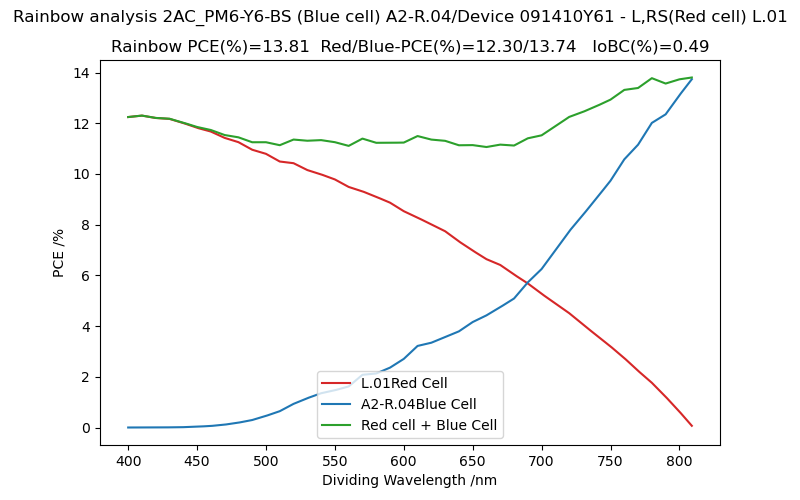 Rainbow analysis 2AC_PM6-Y6-BS (Blue cell) A2-R.04/Device 091410Y61 - L,RS(Red cell) L.01
Rainbow PCE(%)=13.81  Red/Blue-PCE(%)=12.30/13.74   IoBC(%)=0.49
14
12
10
8
6
4
2
0
PCE /%
L.01Red Cell
A2-R.04Blue Cell
Red cell + Blue Cell
400 450 500 550 600 650 700 750 800
Dividing Wavelength /nm